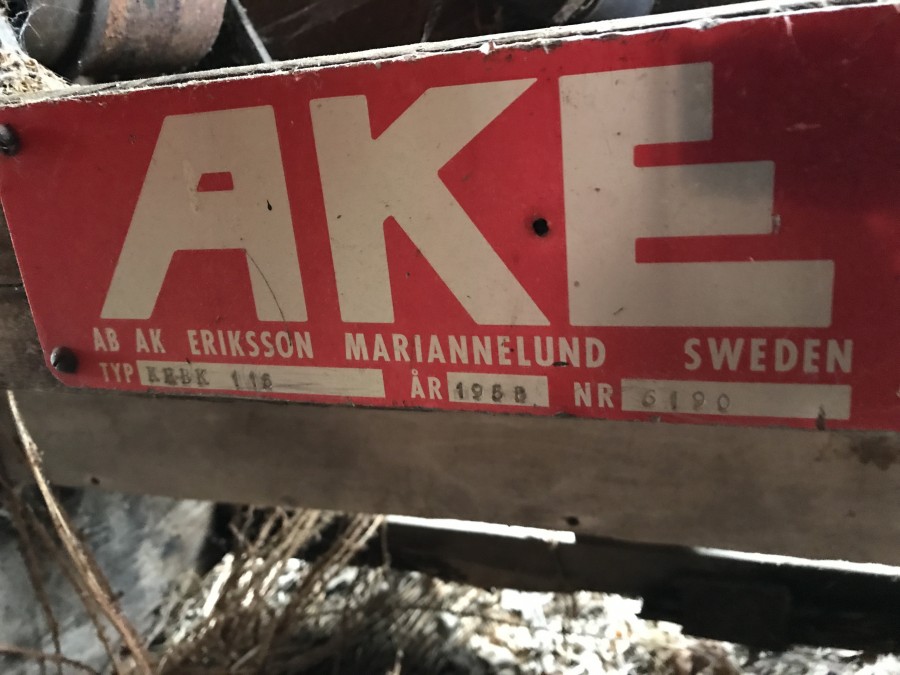 AKE
AB AK ERIKSSON MARIANNELUND SWEDEN
TYP ÅR NR 6190